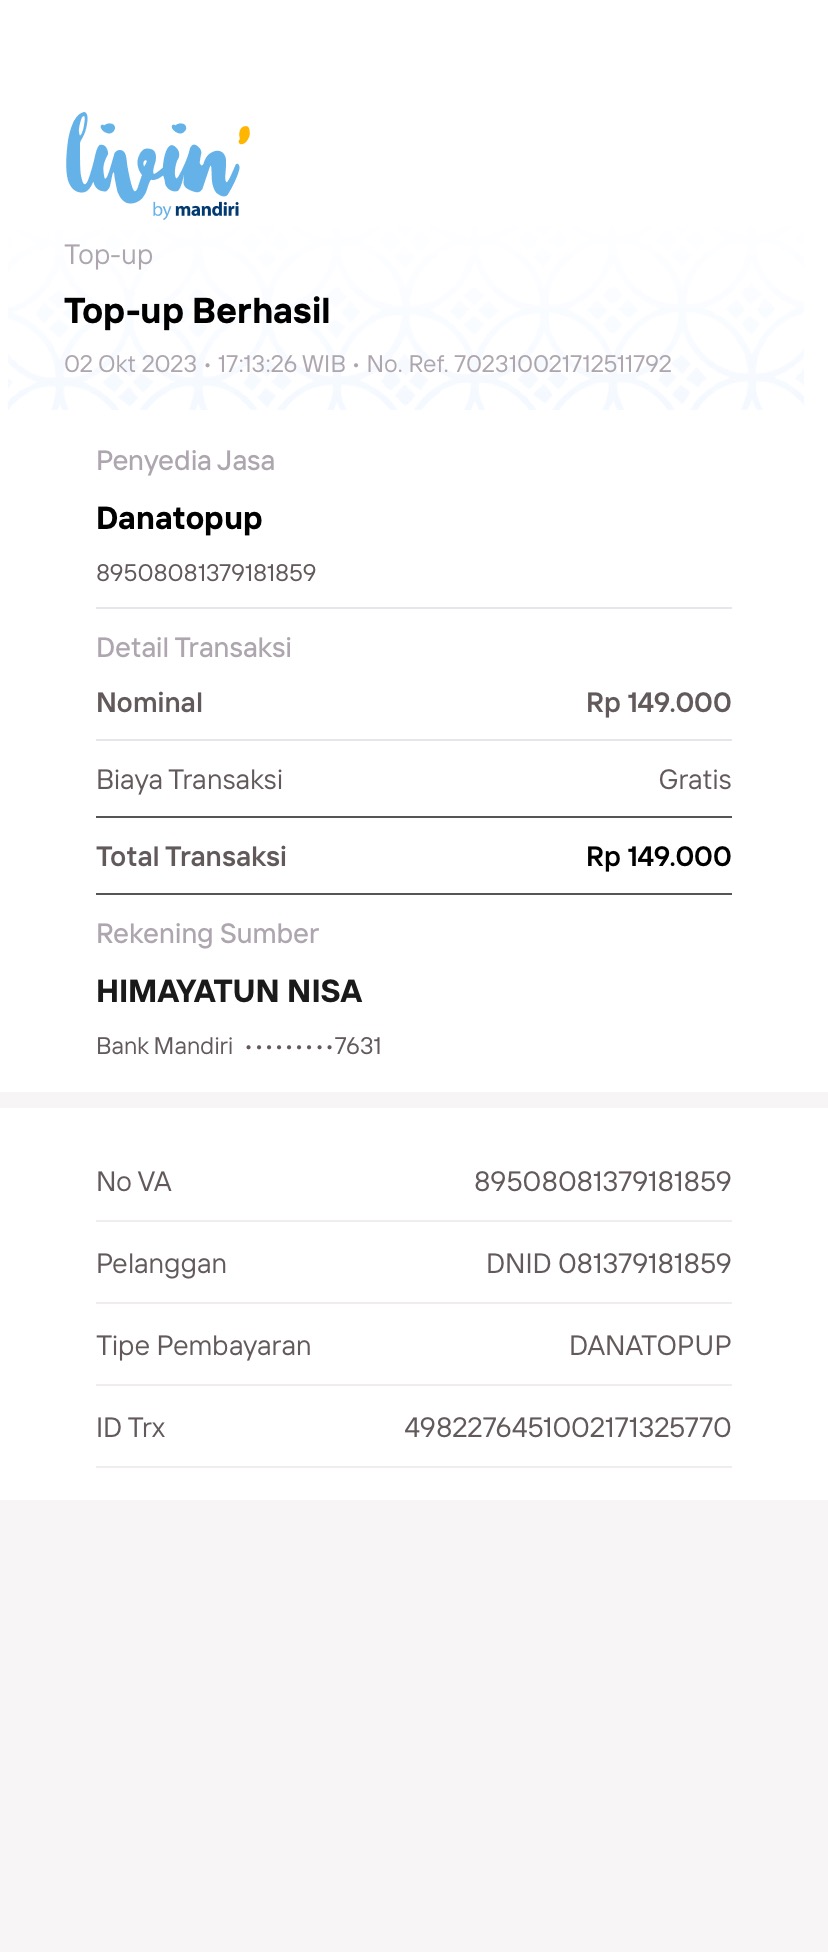 livin'
by mandiri
Top-up
Top-up Berhasil
02 Okt 2023 • 17:13:26 WIB • No. Ref. 702310021712511792
Penyedia Jasa
Danatopup
89508081379181859
Detail Transaksi
Nominal Rp 149.000
Biaya Transaksi Gratis
Total Transaksi Rp 149.000
Rekening Sumber
HIMAYATUN NISA
Bank Mandiri •••••••••7631
No VA 89508081379181859
Pelanggan DNID 081379181859
Tipe Pembayaran DANATOPUP
ID Trx 4982276451002171325770